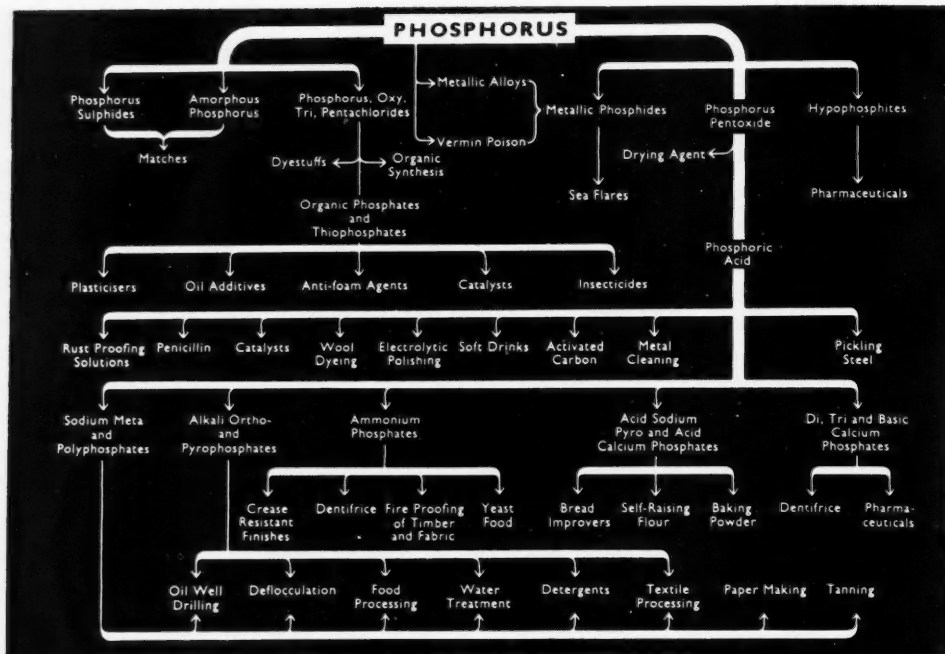 PHOSPHORUS
Phosphorus
Sulphides
Amorphous
Phosphorus
Phosphorus, Oxy,
Tri, Pentachlorides
Metallic Alloys
Vermin Poison
Metallic Phosphides
Phosphorus
Pentoxide
Hypophosphites
Matches
Dyestuffs
Organic
Synthesis
Drying Agent
Sea Flares
Pharmaceuticals
Organic Phosphates
and
Thiophosphates
Phosphoric
Acid
Plasticisers
Oil Additives
Anti-foam Agents
Catalysts
Insecticides
Rust Proofing
Solutions
Penicillin
Catalysts
Wool
Dyeing
Electrolytic
Polishing
Soft Drinks
Activated
Carbon
Metal
Cleaning
Pickling
Steel
Sodium Meta
and
Polyphosphates
Alkali Ortho-
and
Pyrophosphates
Ammonium
Phosphates
Acid Sodium
Pyro and Acid
Calcium Phosphates
Di, Tri and Basic
Calcium
Phosphates
Crease
Resistant
Finishes
Dentifrice
Fire Proofing
of Timber
and Fabric
Yeast
Food
Bread
Improvers
Self-Raising
Flour
Baking
Powder
Dentifrice
Pharma-
ceuticals
Oil Well
Drilling
Deflocculation
Food
Processing
Water
Treatment
Detergents
Textile
Processing
Paper Making
Tanning